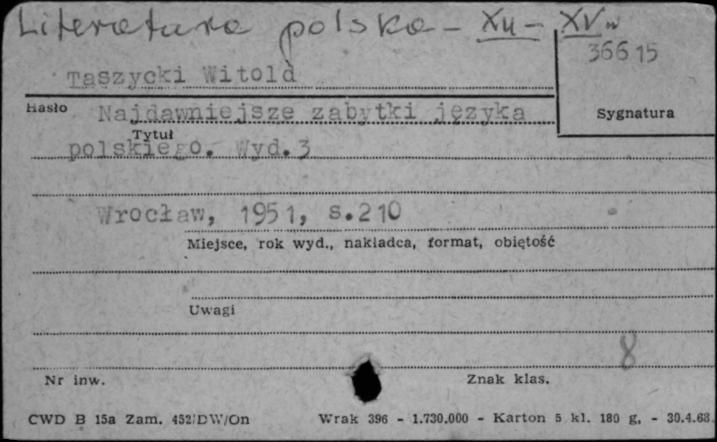 Literatura polska - XII - XV w
36615
Taszycki Witold
Hasło Najdawniejsze zabytki języka
Sygnatura
Tytuł
polskiego. Wyd.3
Wrocław, 1951, s.210
Miejsce, rok wyd., nakładca, format, objętość
Uwagi
8
Nr inw. Znak klas.
CWD B 15a Zam. 452/DW/On Wrak 396 - 1.730.000 - Karton 5 kl. 180 g. - 30.4.68.